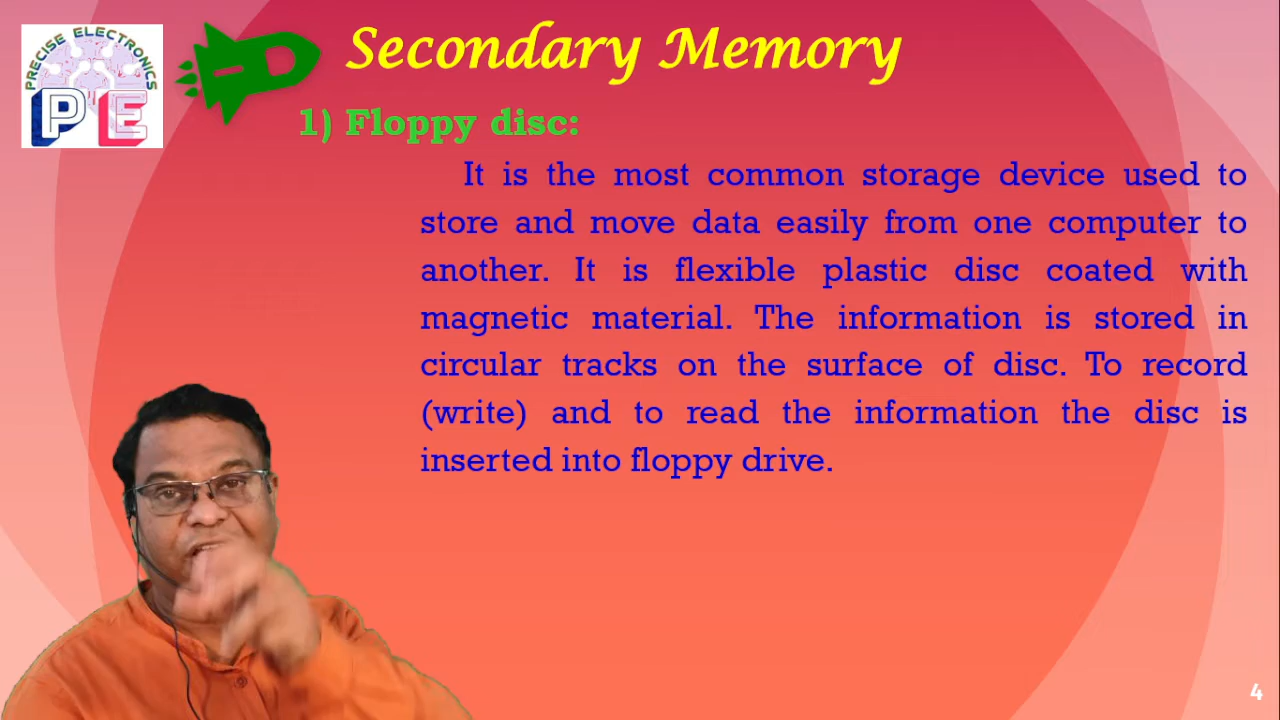 PRECISE ELECTRONICS
P E
Secondary Memory
1) Floppy disc:
It is the most common storage device used to
store and move data easily from one computer to
another. It is flexible plastic disc coated with
magnetic material. The information is stored in
circular tracks on the surface of disc. To record
(write) and to read the information the disc is
inserted into floppy drive.
4